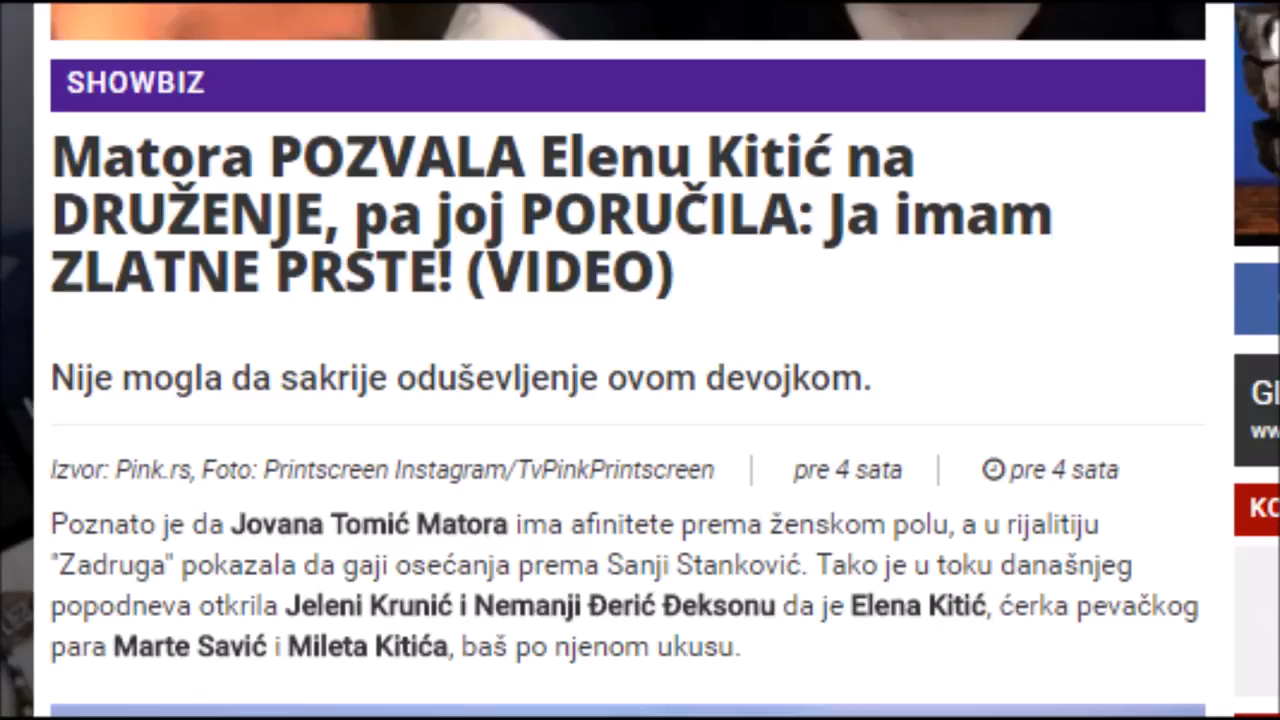 SHOWBIZ
Matora POZVALA Elenu Kitić na
DRUŽENJE, pa joj PORUČILA: Ja imam
ZLATNE PRSTE! (VIDEO)
Nije mogla da sakrije oduševljenje ovom devojkom.
Izvor: Pink.rs, Foto: Printscreen Instagram/TvPinkPrintscreen | pre 4 sata | pre 4 sata
Poznato je da Jovana Tomić Matora ima afinitete prema ženskom polu, a u rijalitiju
"Zadruga" pokazala da gaji osećanja prema Sanji Stanković. Tako je u toku današnjeg
popodneva otkrila Jeleni Krunić i Nemanji Đerić Đeksonu da je Elena Kitić, ćerka pevačkog
para Marte Savić i Mileta Kitića, baš po njenom ukusu.